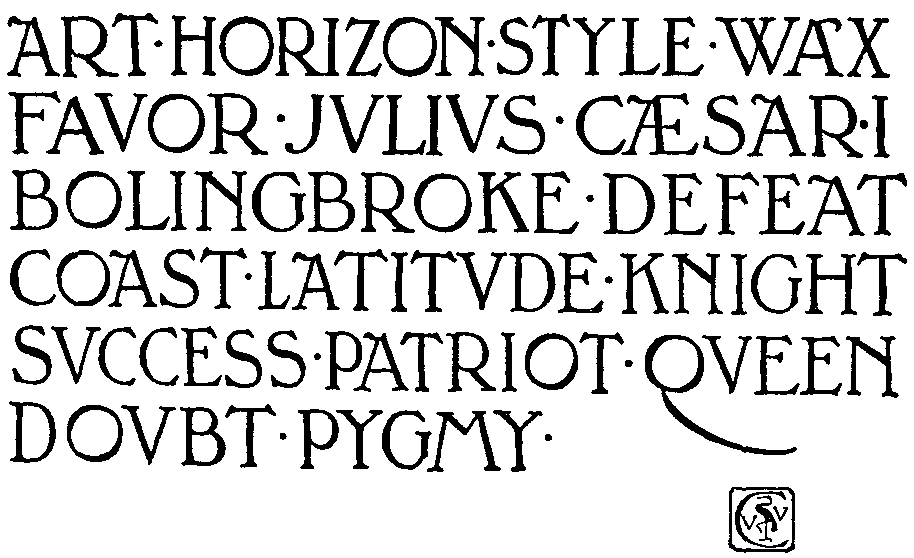 ART·HORIZON·STYLE·WAX
FAVOR·JVLIVS·CÆSAR·I
BOLINGBROKE·DEFEAT
COAST·LATITVDE·KNIGHT
SVCCESS·PATRIOT·QVEEN
DOVBT·PYGMY·